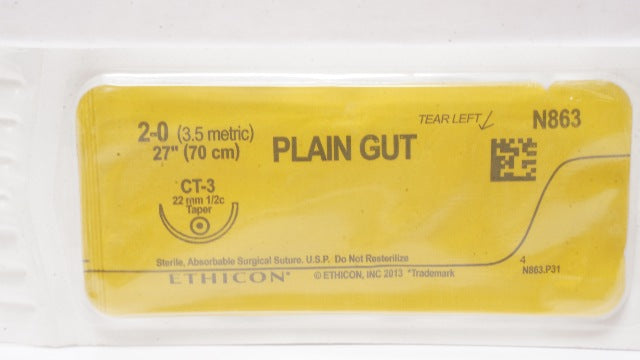 TEAR LEFT
N863
2-0 (3.5 metric)
27" (70 cm)
PLAIN GUT
CT-3
22 mm 1/2c
Taper
Sterile, Absorbable Surgical Suture. U.S.P. Do Not Resterilize
ETHICON*
© ETHICON, INC 2013 *Trademark
4
N863.P31